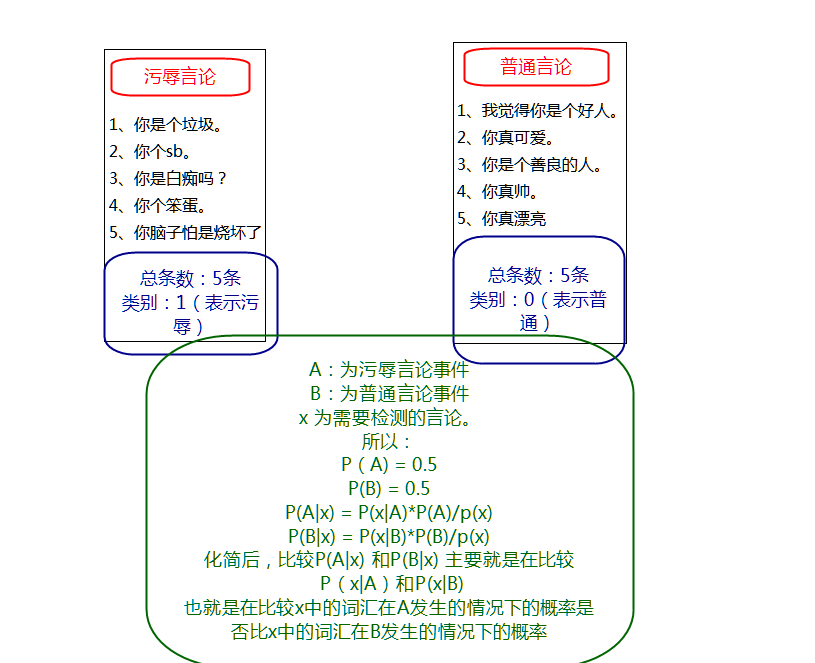 污辱言论
1、你是个垃圾。
2、你个sb。
3、你是白痴吗？
4、你个笨蛋。
5、你脑子怕是烧坏了
总条数：5条
类别：1（表示污
辱）
普通言论
1、我觉得你是个好人。
2、你真可爱。
3、你是个善良的人。
4、你真帅。
5、你真漂亮
总条数：5条
类别：0（表示普
通）
A：为污辱言论事件
B：为普通言论事件
x 为需要检测的言论。
所以：
P（A) = 0.5
P(B) = 0.5
P(A|x) = P(x|A)*P(A)/p(x)
P(B|x) = P(x|B)*P(B)/p(x)
化简后，比较P(A|x) 和P(B|x) 主要就是在比较
P（x|A）和P(x|B)
也就是在比较x中的词汇在A发生的情况下的概率是
否比x中的词汇在B发生的情况下的概率